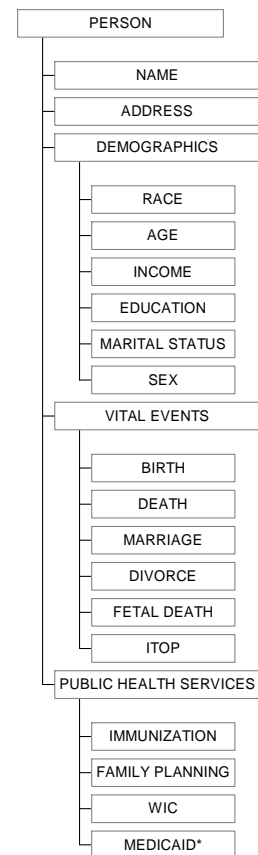 PERSON
NAME
ADDRESS
DEMOGRAPHICS
RACE
AGE
INCOME
EDUCATION
MARITAL STATUS
SEX
VITAL EVENTS
BIRTH
DEATH
MARRIAGE
DIVORCE
FETAL DEATH
ITOP
PUBLIC HEALTH SERVICES
IMMUNIZATION
FAMILY PLANNING
WIC
MEDICAID*